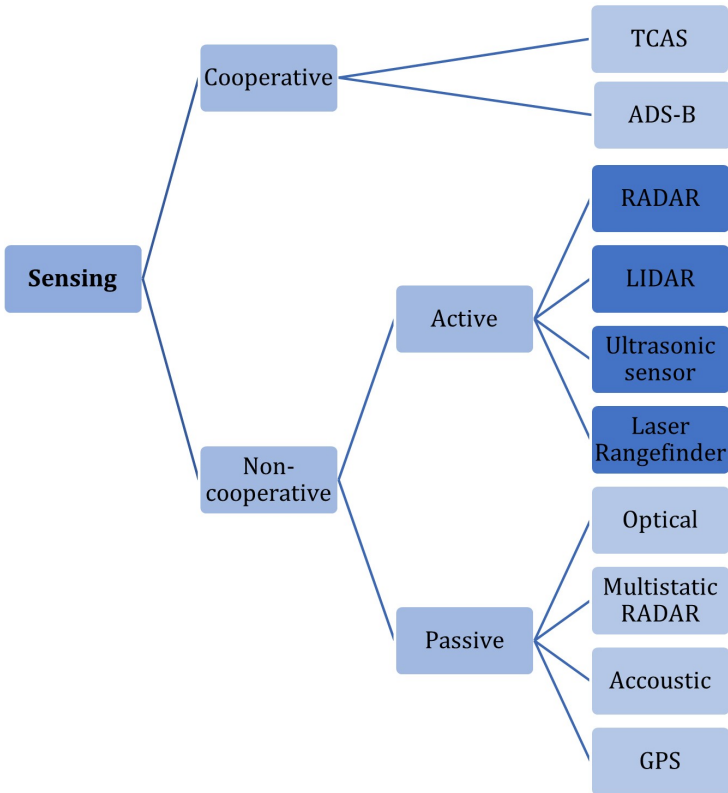 Sensing
Cooperative
TCAS
ADS-B
Non-
cooperative
Active
RADAR
LIDAR
Ultrasonic
sensor
Laser
Rangefinder
Passive
Optical
Multistatic
RADAR
Accoustic
GPS